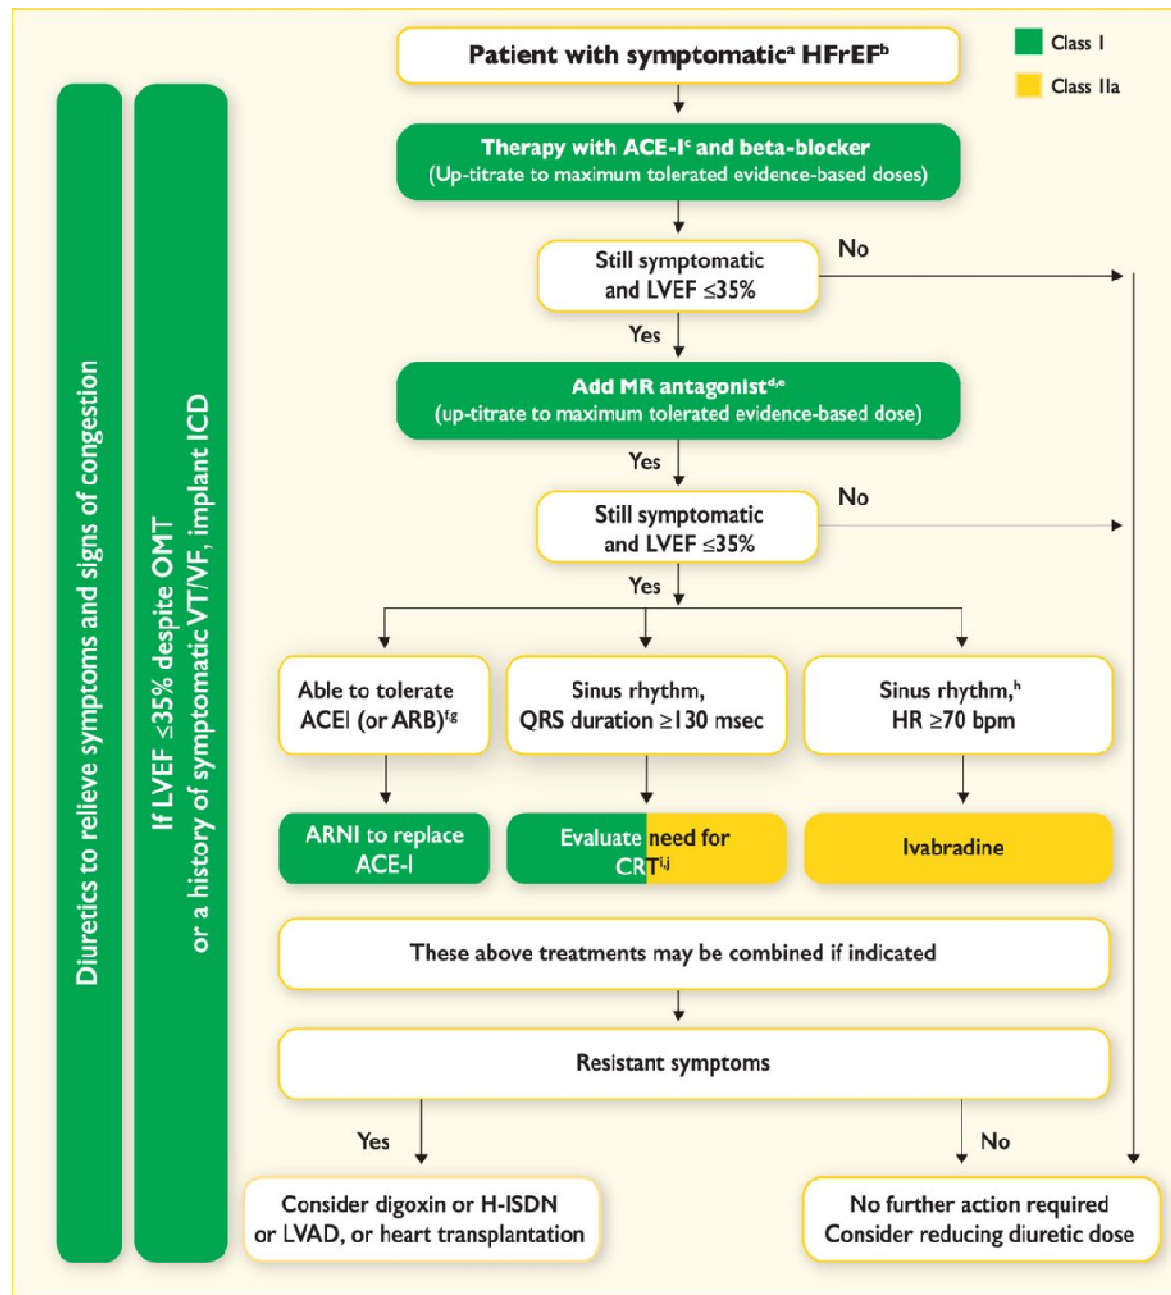 Patient with symptomaticᵃ HFrEFᵇ
Class I
Class IIa
Therapy with ACE-Iᶜ and beta-blocker
(Up-titrate to maximum tolerated evidence-based doses)
Still symptomatic
and LVEF ≤35%
No
Yes
Add MR antagonistᵈ,ᵉ
(up-titrate to maximum tolerated evidence-based dose)
Yes
Still symptomatic
and LVEF ≤35%
No
Yes
Able to tolerate
ACEI (or ARB)ᶠᵍ
Sinus rhythm,
QRS duration ≥130 msec
Sinus rhythm,ʰ
HR ≥70 bpm
ARNI to replace
ACE-I
Evaluate need for
CRTⁱ,ʲ
Ivabradine
These above treatments may be combined if indicated
Resistant symptoms
Yes
No
Consider digoxin or H-ISDN
or LVAD, or heart transplantation
No further action required
Consider reducing diuretic dose
Diuretics to relieve symptoms and signs of congestion
If LVEF ≤35% despite OMT
or a history of symptomatic VT/VF, implant ICD